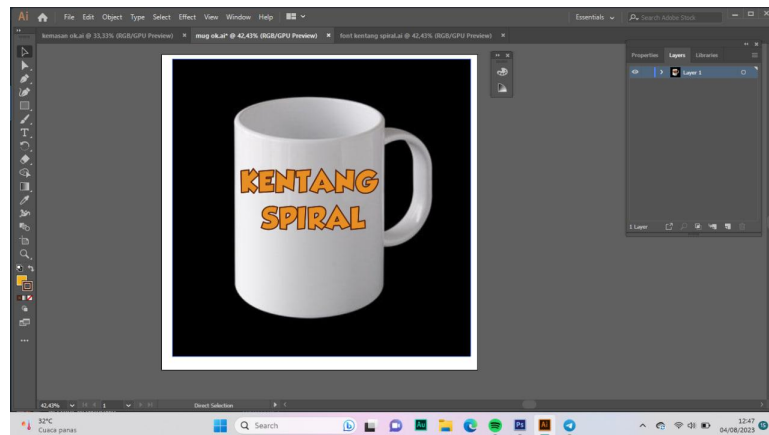 Ai File Edit Object Type Select Effect View Window Help Essentials Search Adobe Stock
kemasan ok.ai @ 33,33% (RGB/GPU Preview) × mug ok.ai* @ 42,43% (RGB/GPU Preview) × font kentang spiral.ai @ 42,43% (RGB/GPU Preview) ×
Properties Layers Libraries
Layer 1
KENTANG
SPIRAL
1 Layer
42,43% 1 Direct Selection
32°C
Cuaca panas
Search
Au
Ps
Ai
12:47
04/08/2023